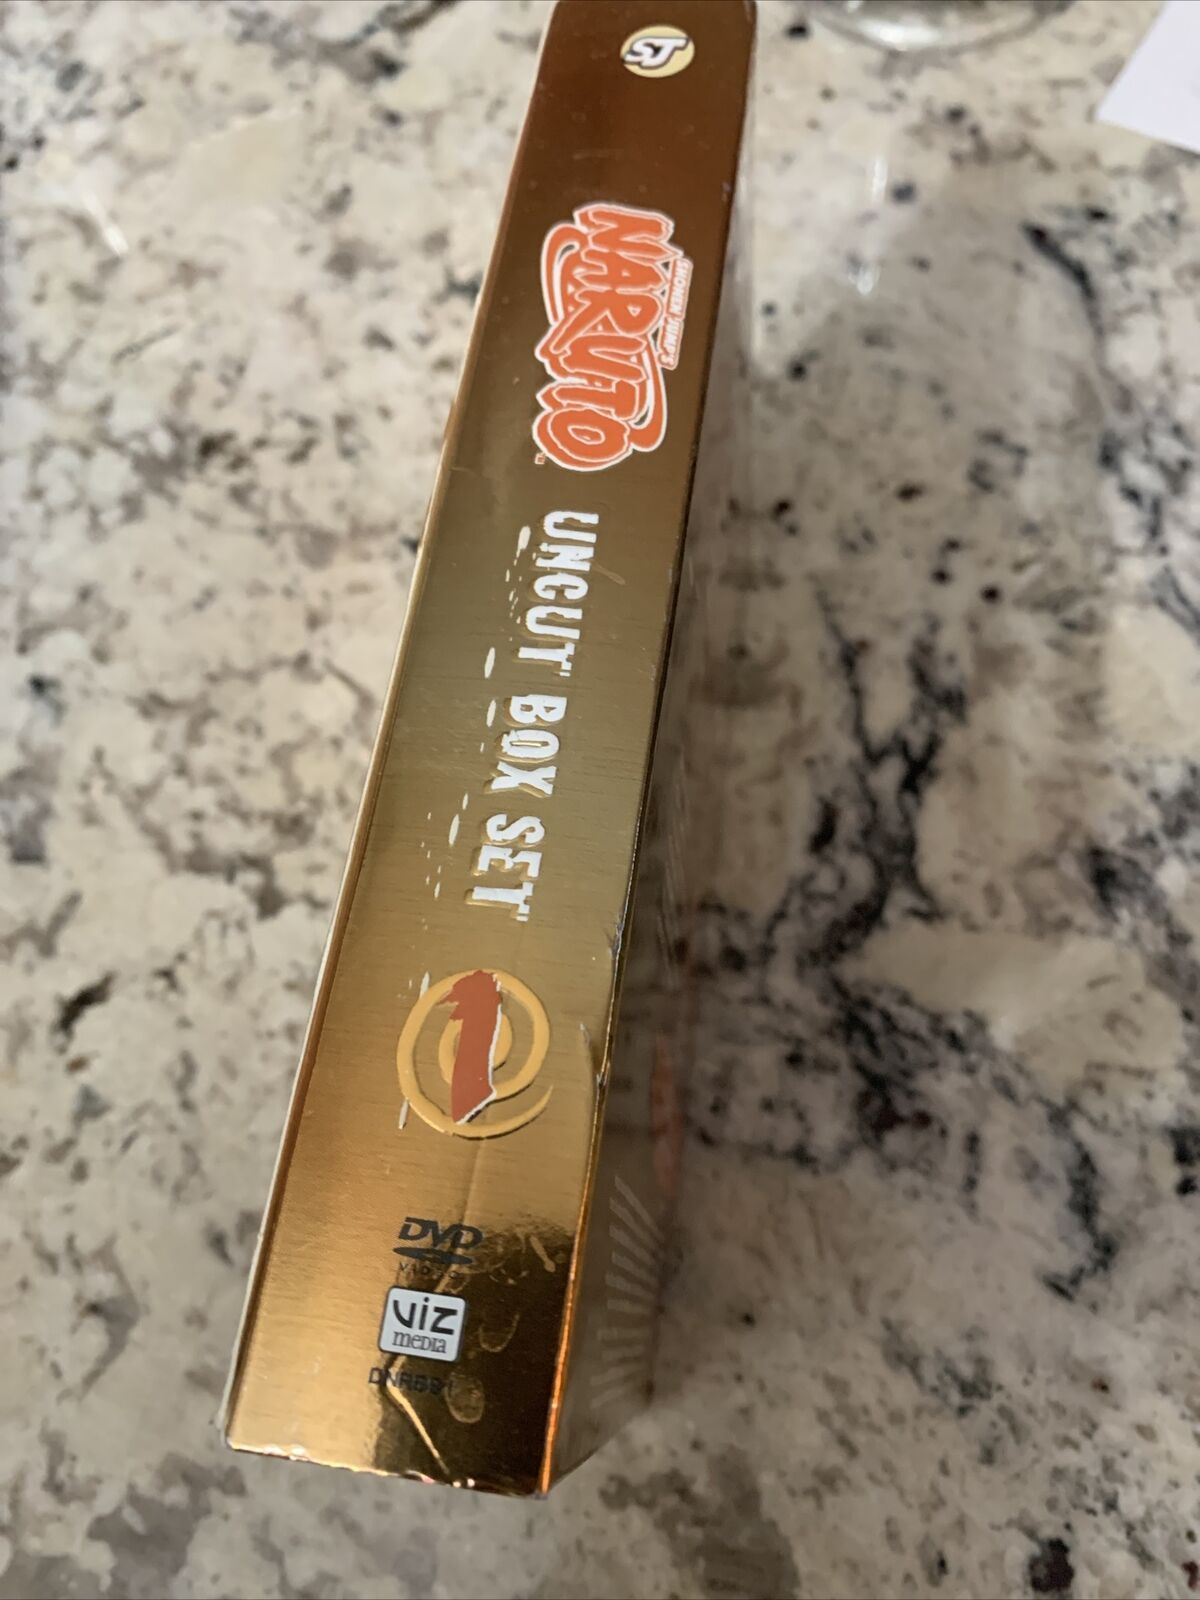 SJ
SHONEN JUMP'S
NARUTO
UNCUT BOX SET
1
DVD
VIDEO
VIZ
media